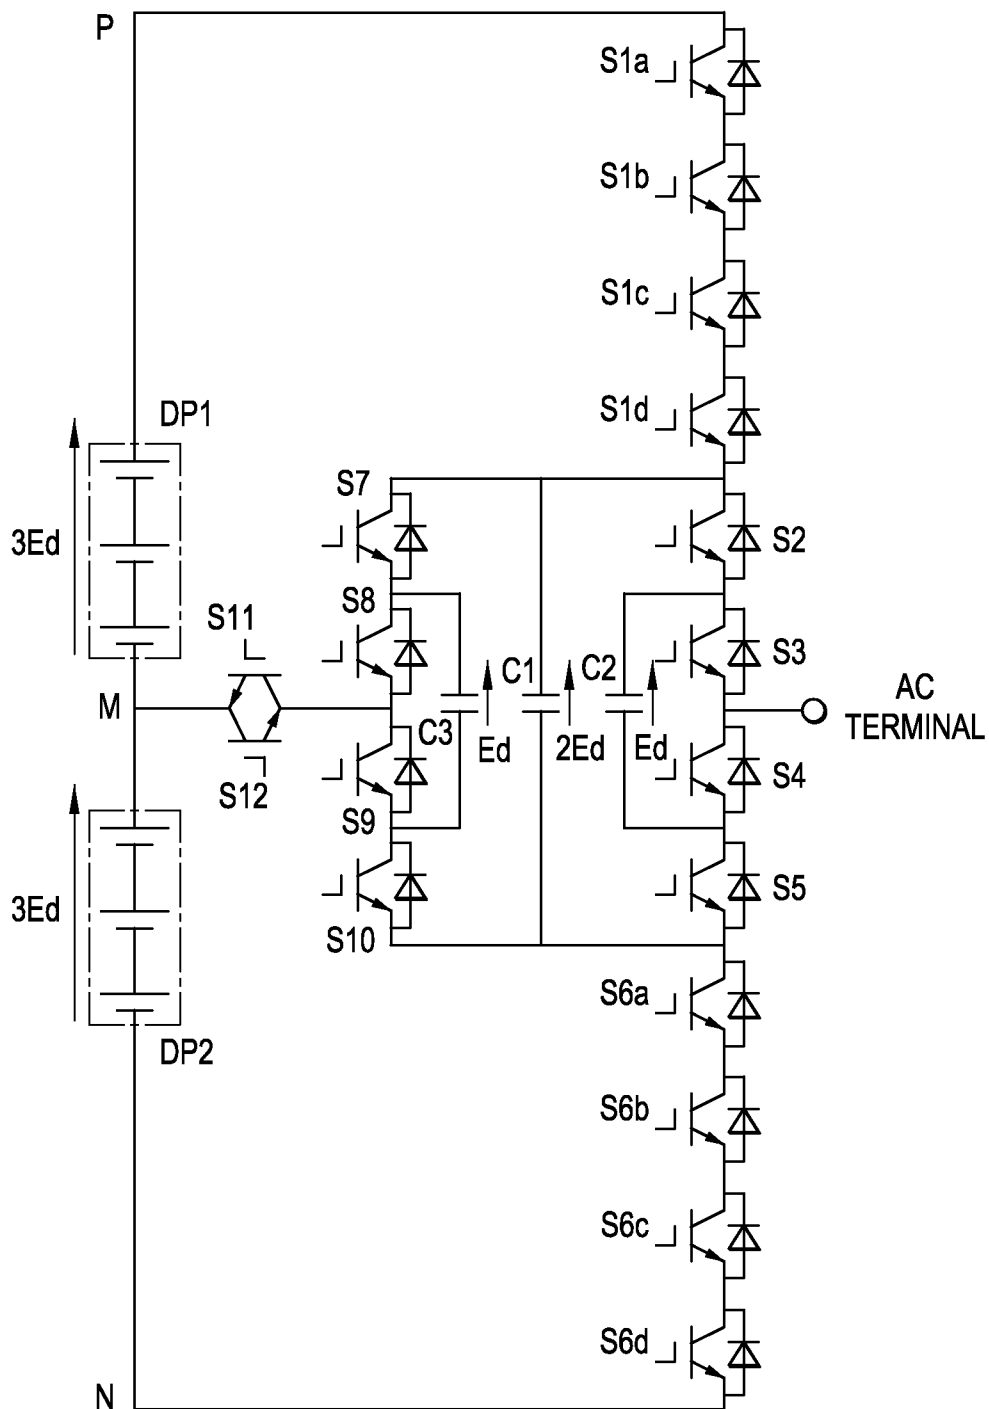 P
S1a
S1b
S1c
S1d
DP1
3Ed
S7
S2
S8
S11
S3
M
C3
Ed
C1
2Ed
C2
Ed
AC
TERMINAL
S12
S4
S9
3Ed
S5
S10
S6a
DP2
S6b
S6c
S6d
N